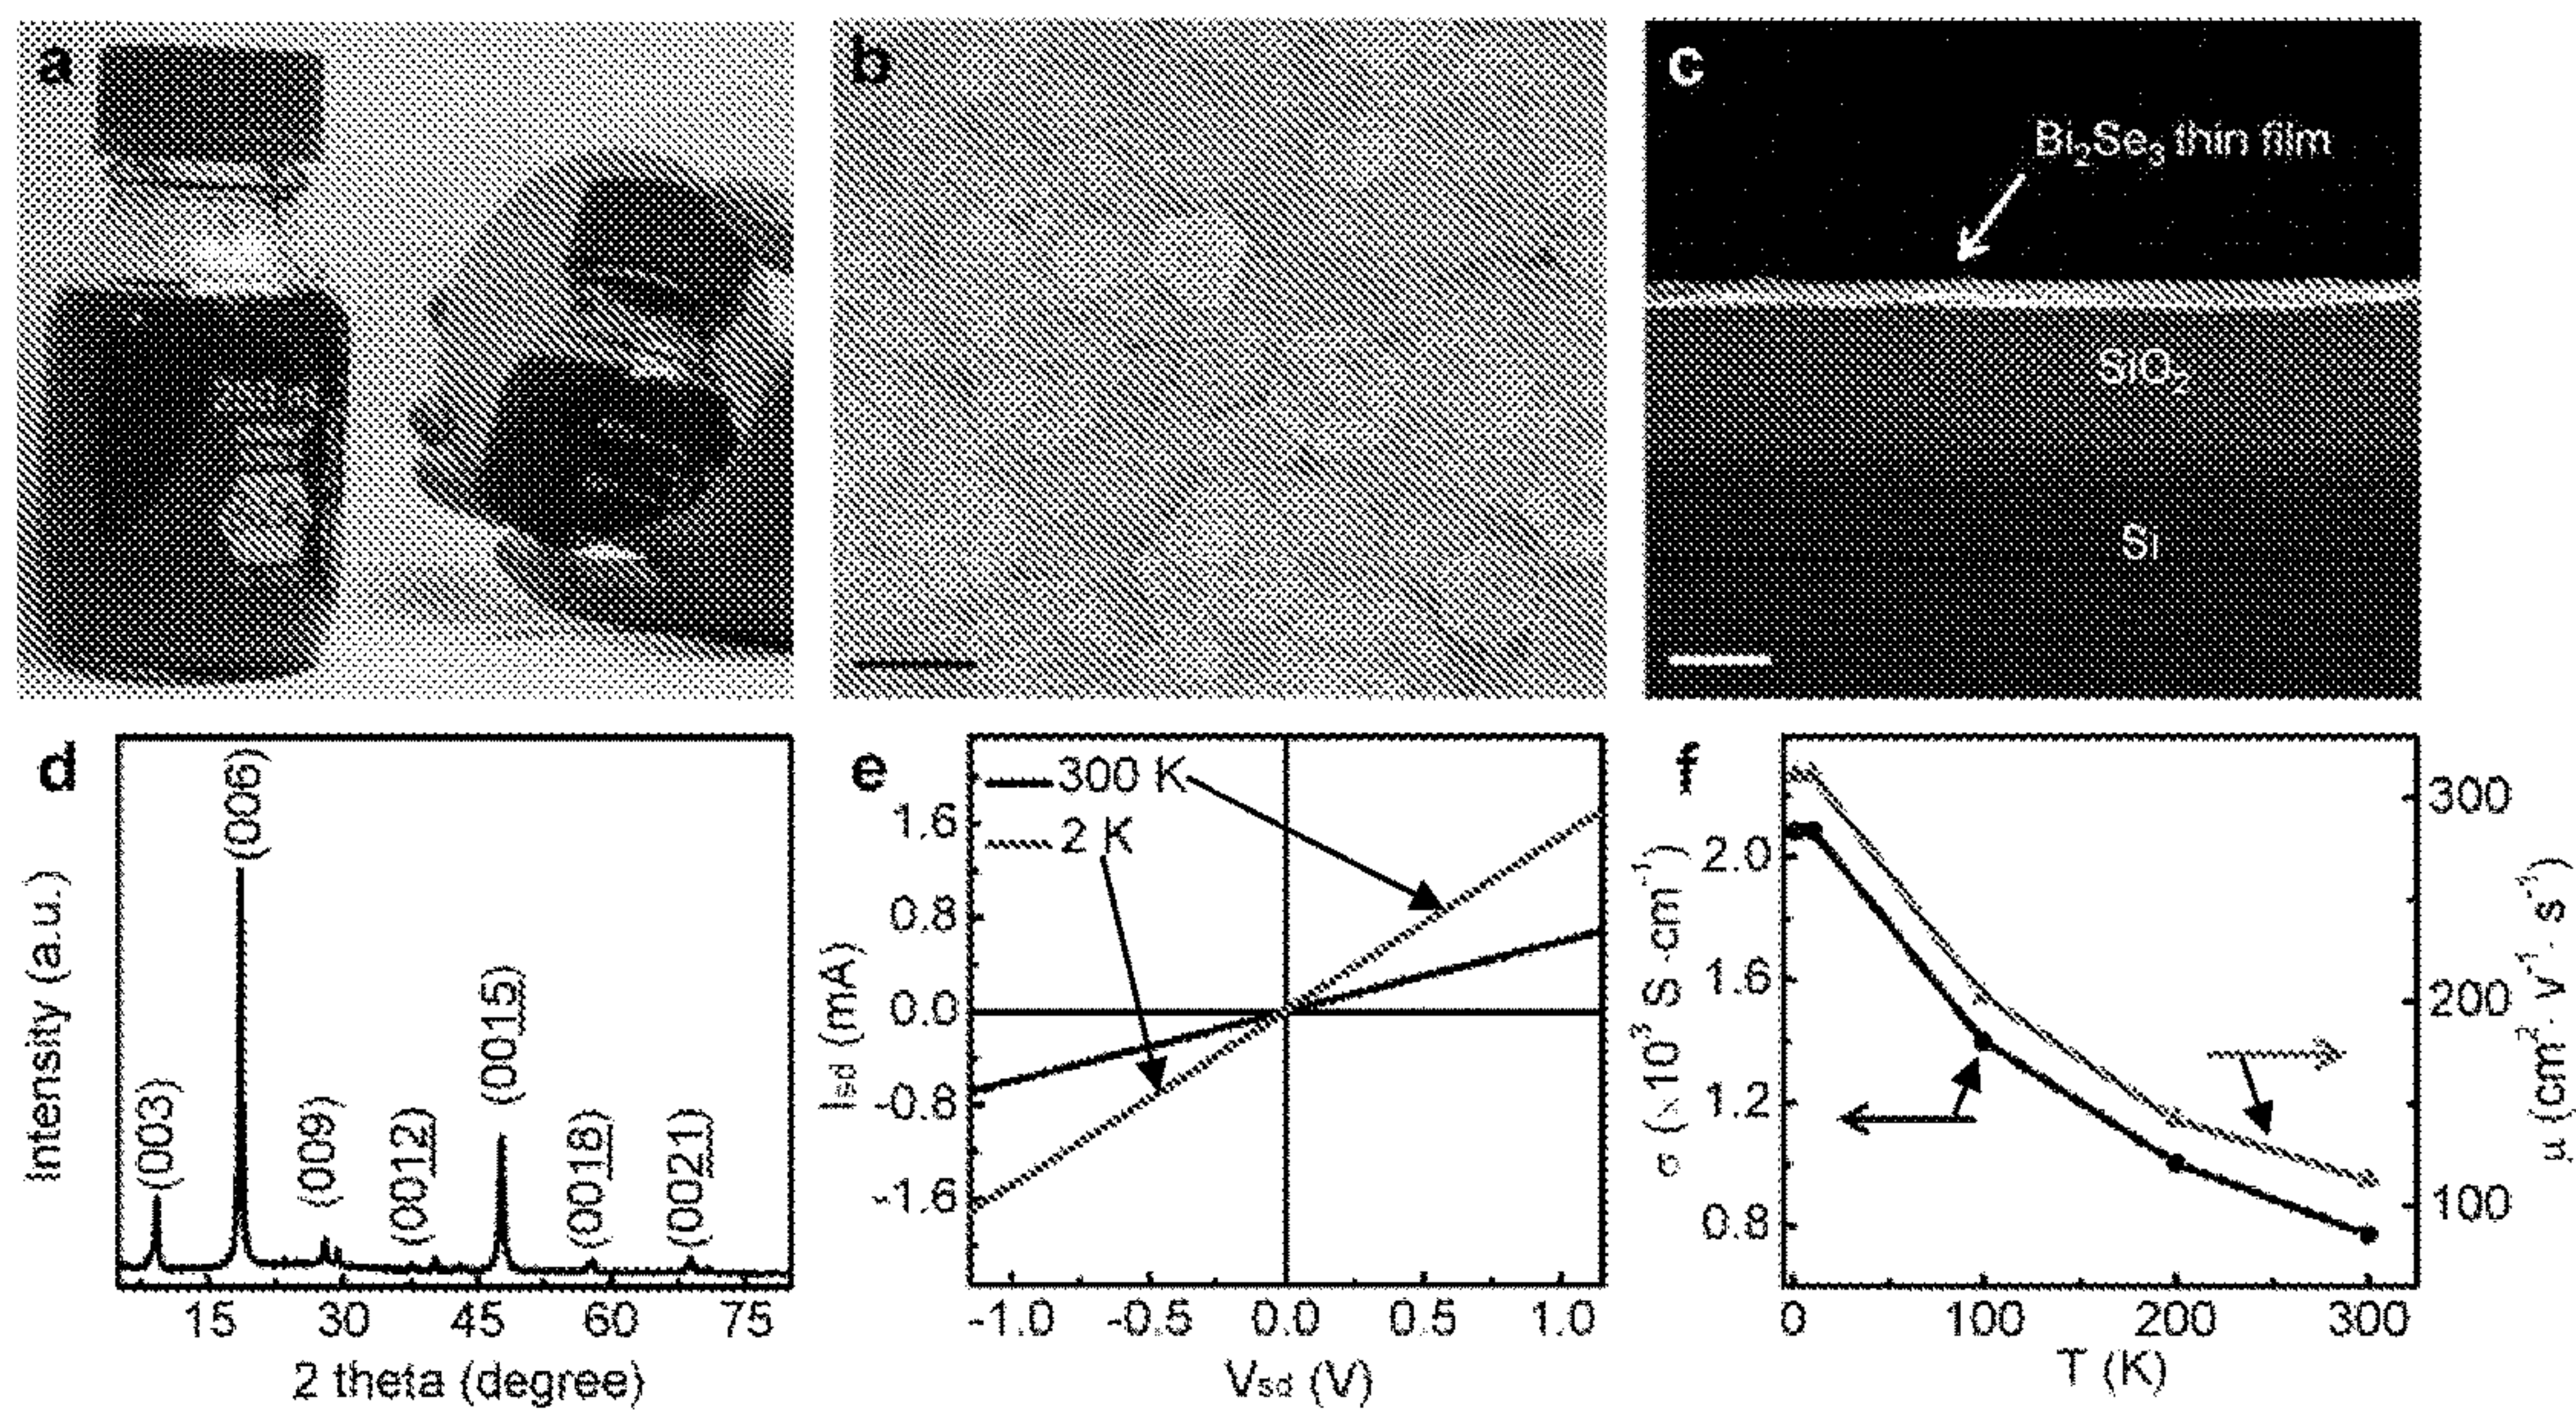 a
b
c
Bi₂Se₃ thin film
SiO₂
Si
d
Intensity (a.u.)
(003)
(006)
(009)
(0012)
(0015)
(0018)
(0021)
15 30 45 60 75
2 theta (degree)
e
300 K
2 K
Isd (mA)
1.6
0.8
0.0
-0.8
-1.6
-1.0 -0.5 0.0 0.5 1.0
Vsd (V)
f
σ (×10³ S·cm⁻¹)
2.0
1.6
1.2
0.8
0 100 200 300
T (K)
300
200
100
μ (cm²·v⁻¹·s⁻¹)